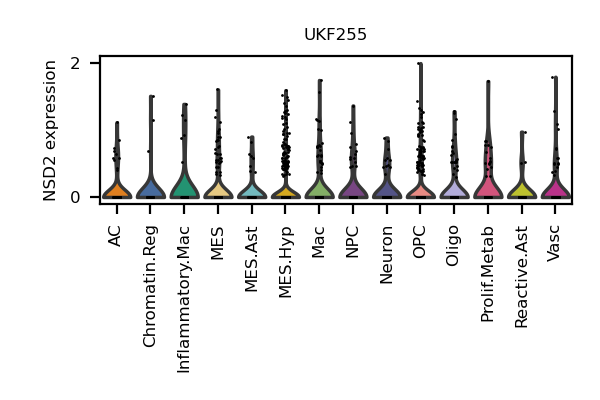 UKF255
NSD2 expression
2
0
AC
Chromatin.Reg
Inflammatory.Mac
MES
MES.Ast
MES.Hyp
Mac
NPC
Neuron
OPC
Oligo
Prolif.Metab
Reactive.Ast
Vasc